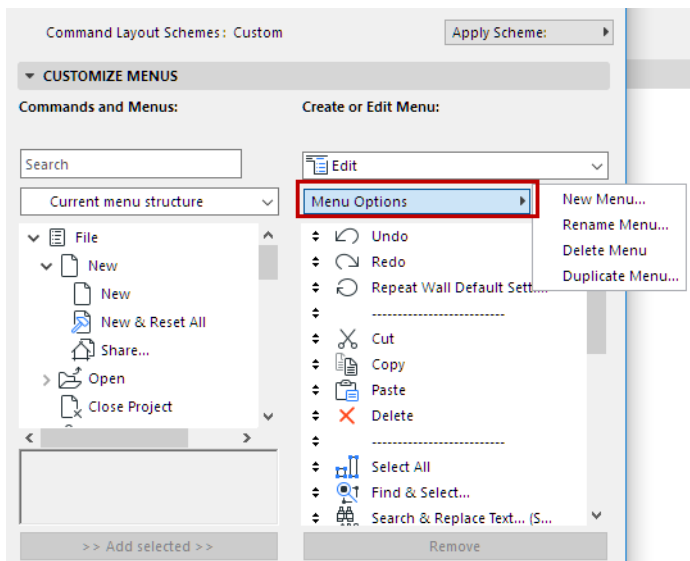 Command Layout Schemes: Custom
Apply Scheme:
CUSTOMIZE MENUS
Commands and Menus:
Create or Edit Menu:
Search
Edit
Current menu structure
Menu Options
New Menu...
Rename Menu...
Delete Menu
Duplicate Menu...
File
New
New
New & Reset All
Share...
Open
Close Project
Undo
Redo
Repeat Wall Default Sett....
-------------------------
Cut
Copy
Paste
Delete
-------------------------
Select All
Find & Select...
Search & Replace Text... (S...
>> Add selected >>
Remove